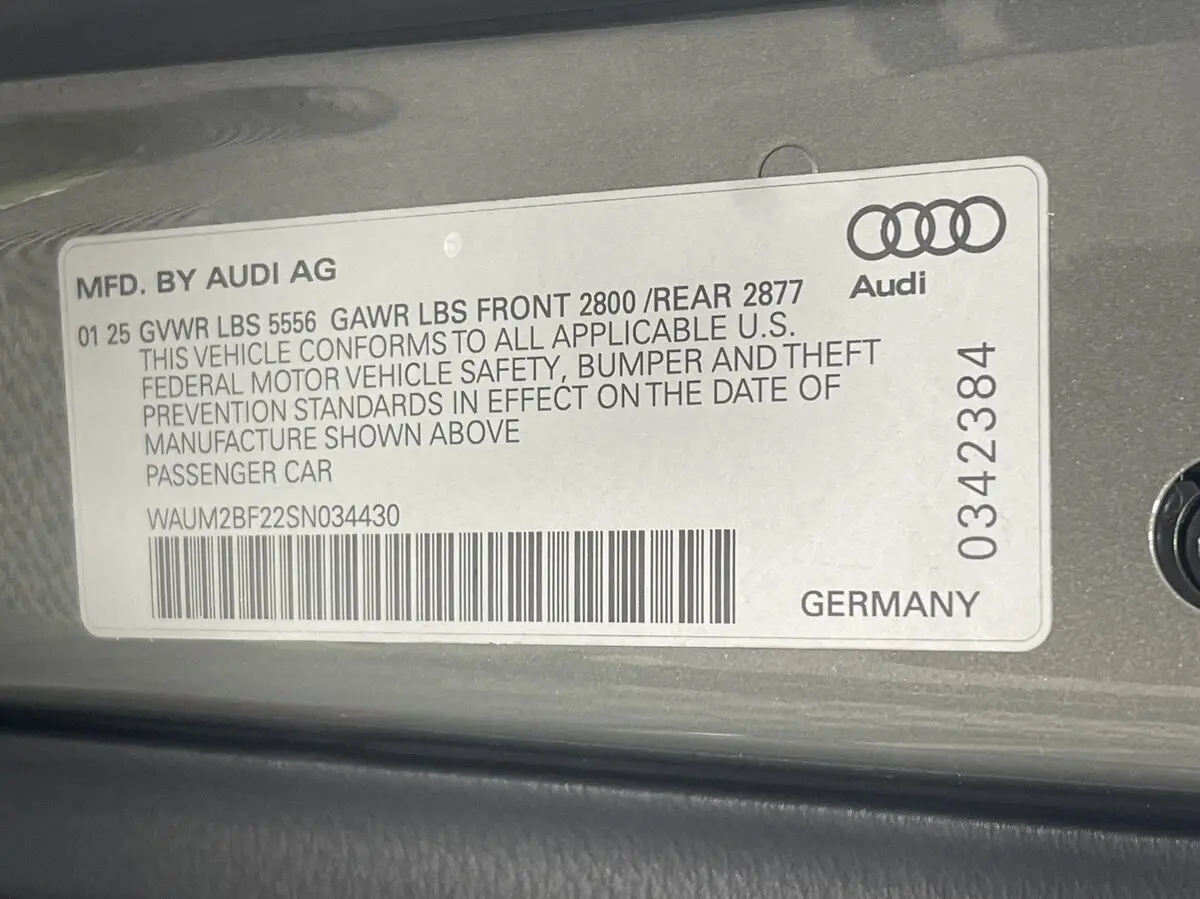 MFD. BY AUDI AG
Audi
01 25 GVWR LBS 5556 GAWR LBS FRONT 2800 /REAR 2877
THIS VEHICLE CONFORMS TO ALL APPLICABLE U.S.
FEDERAL MOTOR VEHICLE SAFETY, BUMPER AND THEFT
PREVENTION STANDARDS IN EFFECT ON THE DATE OF
MANUFACTURE SHOWN ABOVE
PASSENGER CAR
WAUM2BF22SN034430
0342384
GERMANY